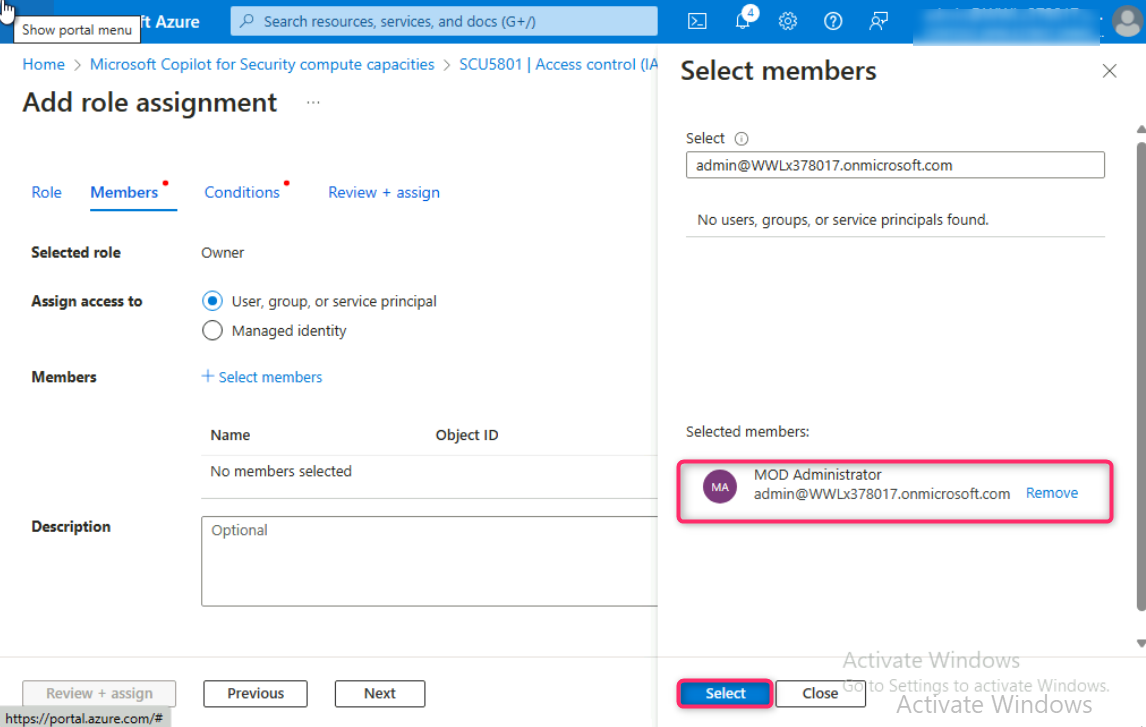 ft Azure
Search resources, services, and docs (G+/)
4
Show portal menu
Home > Microsoft Copilot for Security compute capacities > SCU5801 | Access control (IA
Add role assignment ...
Role
Members
Conditions
Review + assign
Selected role
Owner
Assign access to
User, group, or service principal
Managed identity
Members
+ Select members
Name
Object ID
No members selected
Description
Optional
Review + assign
Previous
Next
https://portal.azure.com/#
Select members
Select
admin@WWLx378017.onmicrosoft.com
No users, groups, or service principals found.
Selected members:
MA
MOD Administrator
admin@WWLx378017.onmicrosoft.com
Remove
Select
Close
Activate Windows
Go to Settings to activate Windows.
Activate Windows